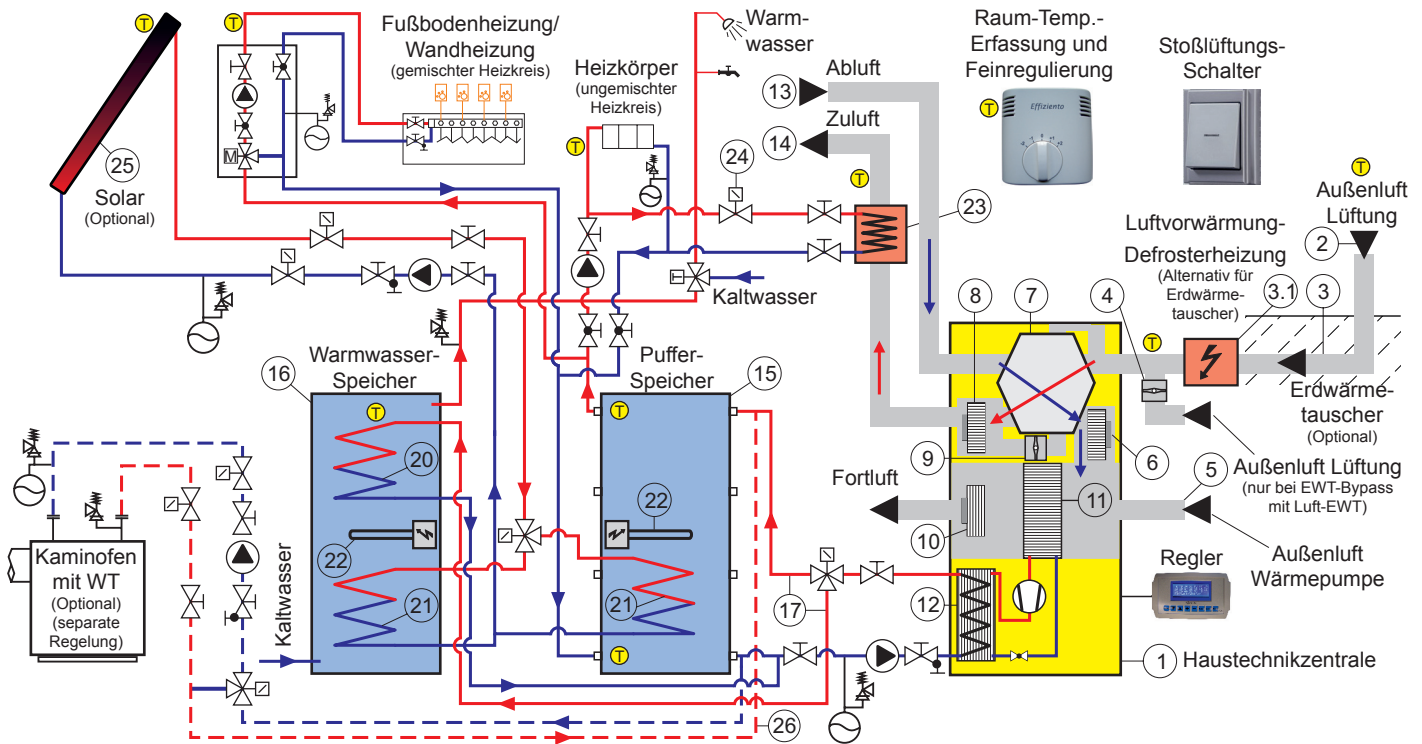 T
25
Solar
(Optional)
T
M
Fußbodenheizung/
Wandheizung
(gemischter Heizkreis)
Heizkörper
(ungemischter
Heizkreis)
T
Warm-
wasser
T
Kaltwasser
24
Abluft
13
Zuluft
14
T
23
Raum-Temp.-
Erfassung und
Feinregulierung
T
Effiziento
Stoßlüftungs-
Schalter
T
Außenluft
Lüftung
2
Luftvorwärmung-
Defrosterheizung
(Alternativ für
Erdwärme-
tauscher)
3.1
3
4
T
Erdwärme-
tauscher
(Optional)
Außenluft Lüftung
(nur bei EWT-Bypass
mit Luft-EWT)
5
Außenluft
Wärmepumpe
8
7
9
6
Fortluft
10
11
12
Regler
1
Haustechnikzentrale
16
Warmwasser-
Speicher
T
20
22
21
Kaltwasser
Puffer-
Speicher
15
T
22
21
T
17
26
Kaminofen
mit WT
(Optional)
(separate
Regelung)